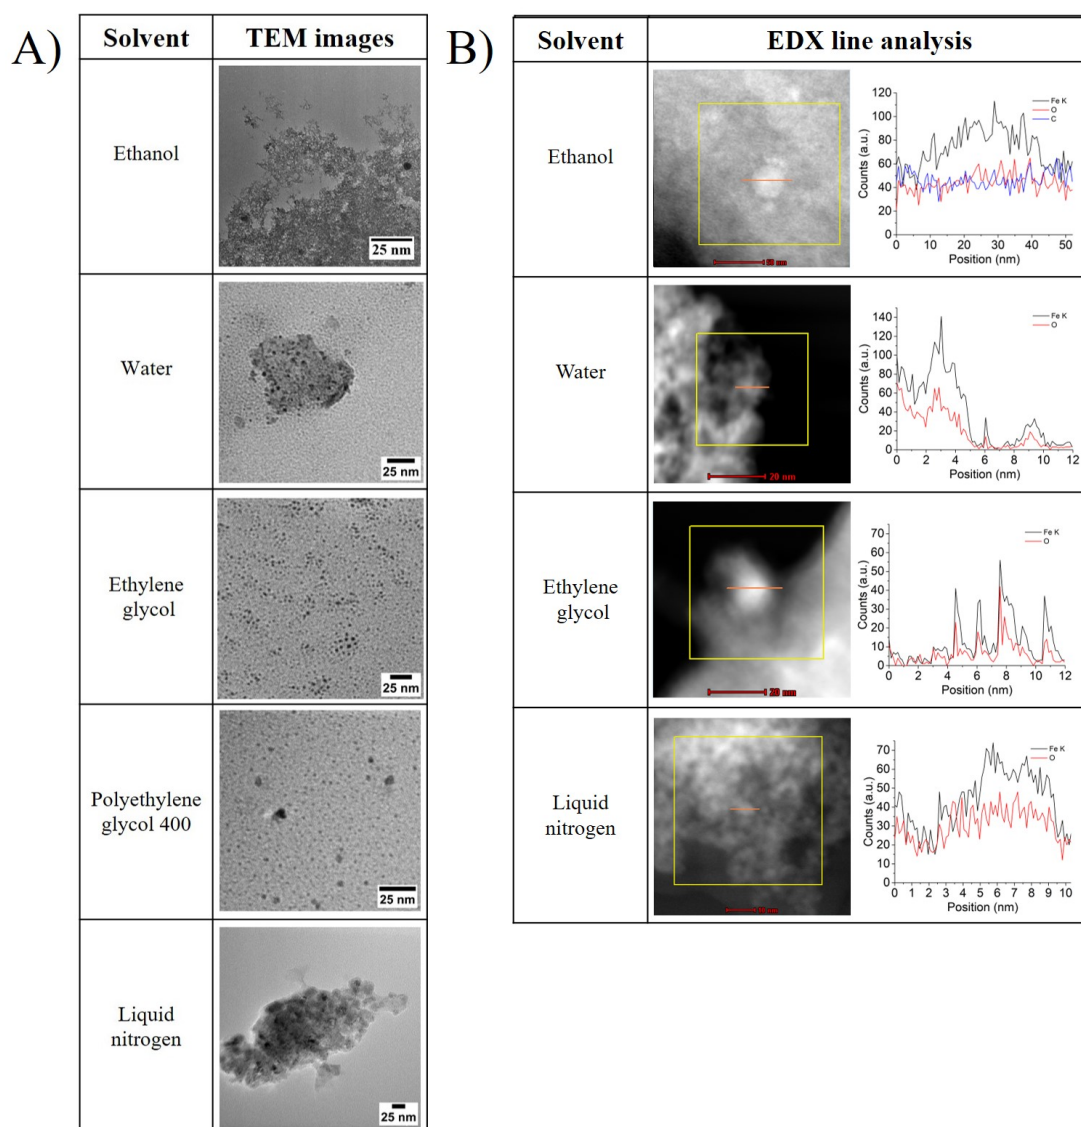 A)
Solvent TEM images
Ethanol
25 nm
Water
25 nm
Ethylene
glycol
25 nm
Polyethylene
glycol 400
25 nm
Liquid
nitrogen
25 nm
B)
Solvent EDX line analysis
Ethanol
120
100
80
60
40
20
0
Counts (a.u.)
Fe K
O
C
0 10 20 30 40 50
Position (nm)
Water
20 nm
140
120
100
80
60
40
20
0
Counts (a.u.)
Fe K
O
0 2 4 6 8 10 12
Position (nm)
Ethylene
glycol
20 nm
70
60
50
40
30
20
10
0
Counts (a.u.)
Fe K
O
0 2 4 6 8 10 12
Position (nm)
Liquid
nitrogen
70
60
50
40
30
20
10
0
Counts (a.u.)
Fe K
O
0 1 2 3 4 5 6 7 8 9 10
Position (nm)